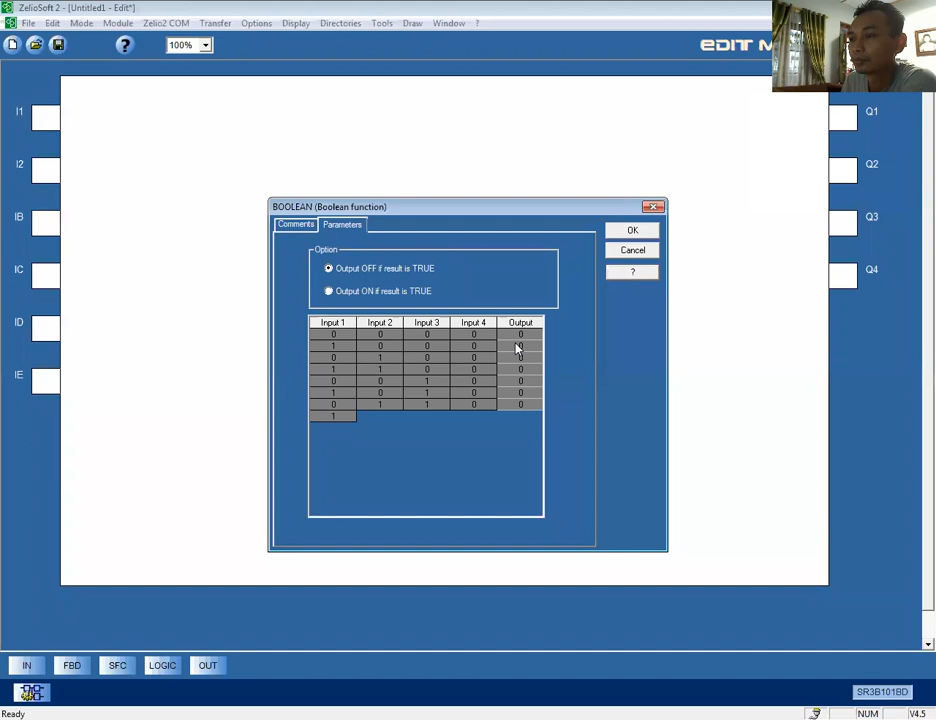 ZelioSoft 2 - [Untitled1 - Edit*]
File Edit Mode Module Zelio2 COM Transfer Options Display Directories Tools Draw Window ?
? 100% EDIT M
I1 Q1
I2 Q2
IB Q3
IC Q4
ID
IE
BOOLEAN (Boolean function)
Comments Parameters
OK
Cancel
?
Option
Output OFF if result is TRUE
Output ON if result is TRUE
Input 1 Input 2 Input 3 Input 4 Output
0 0 0 0 0
1 0 0 0 0
0 1 0 0 0
1 1 0 0 0
0 0 1 0 0
1 0 1 0 0
0 1 1 0 0
1
IN FBD SFC LOGIC OUT
SR3B101BD
Ready NUM V4.5